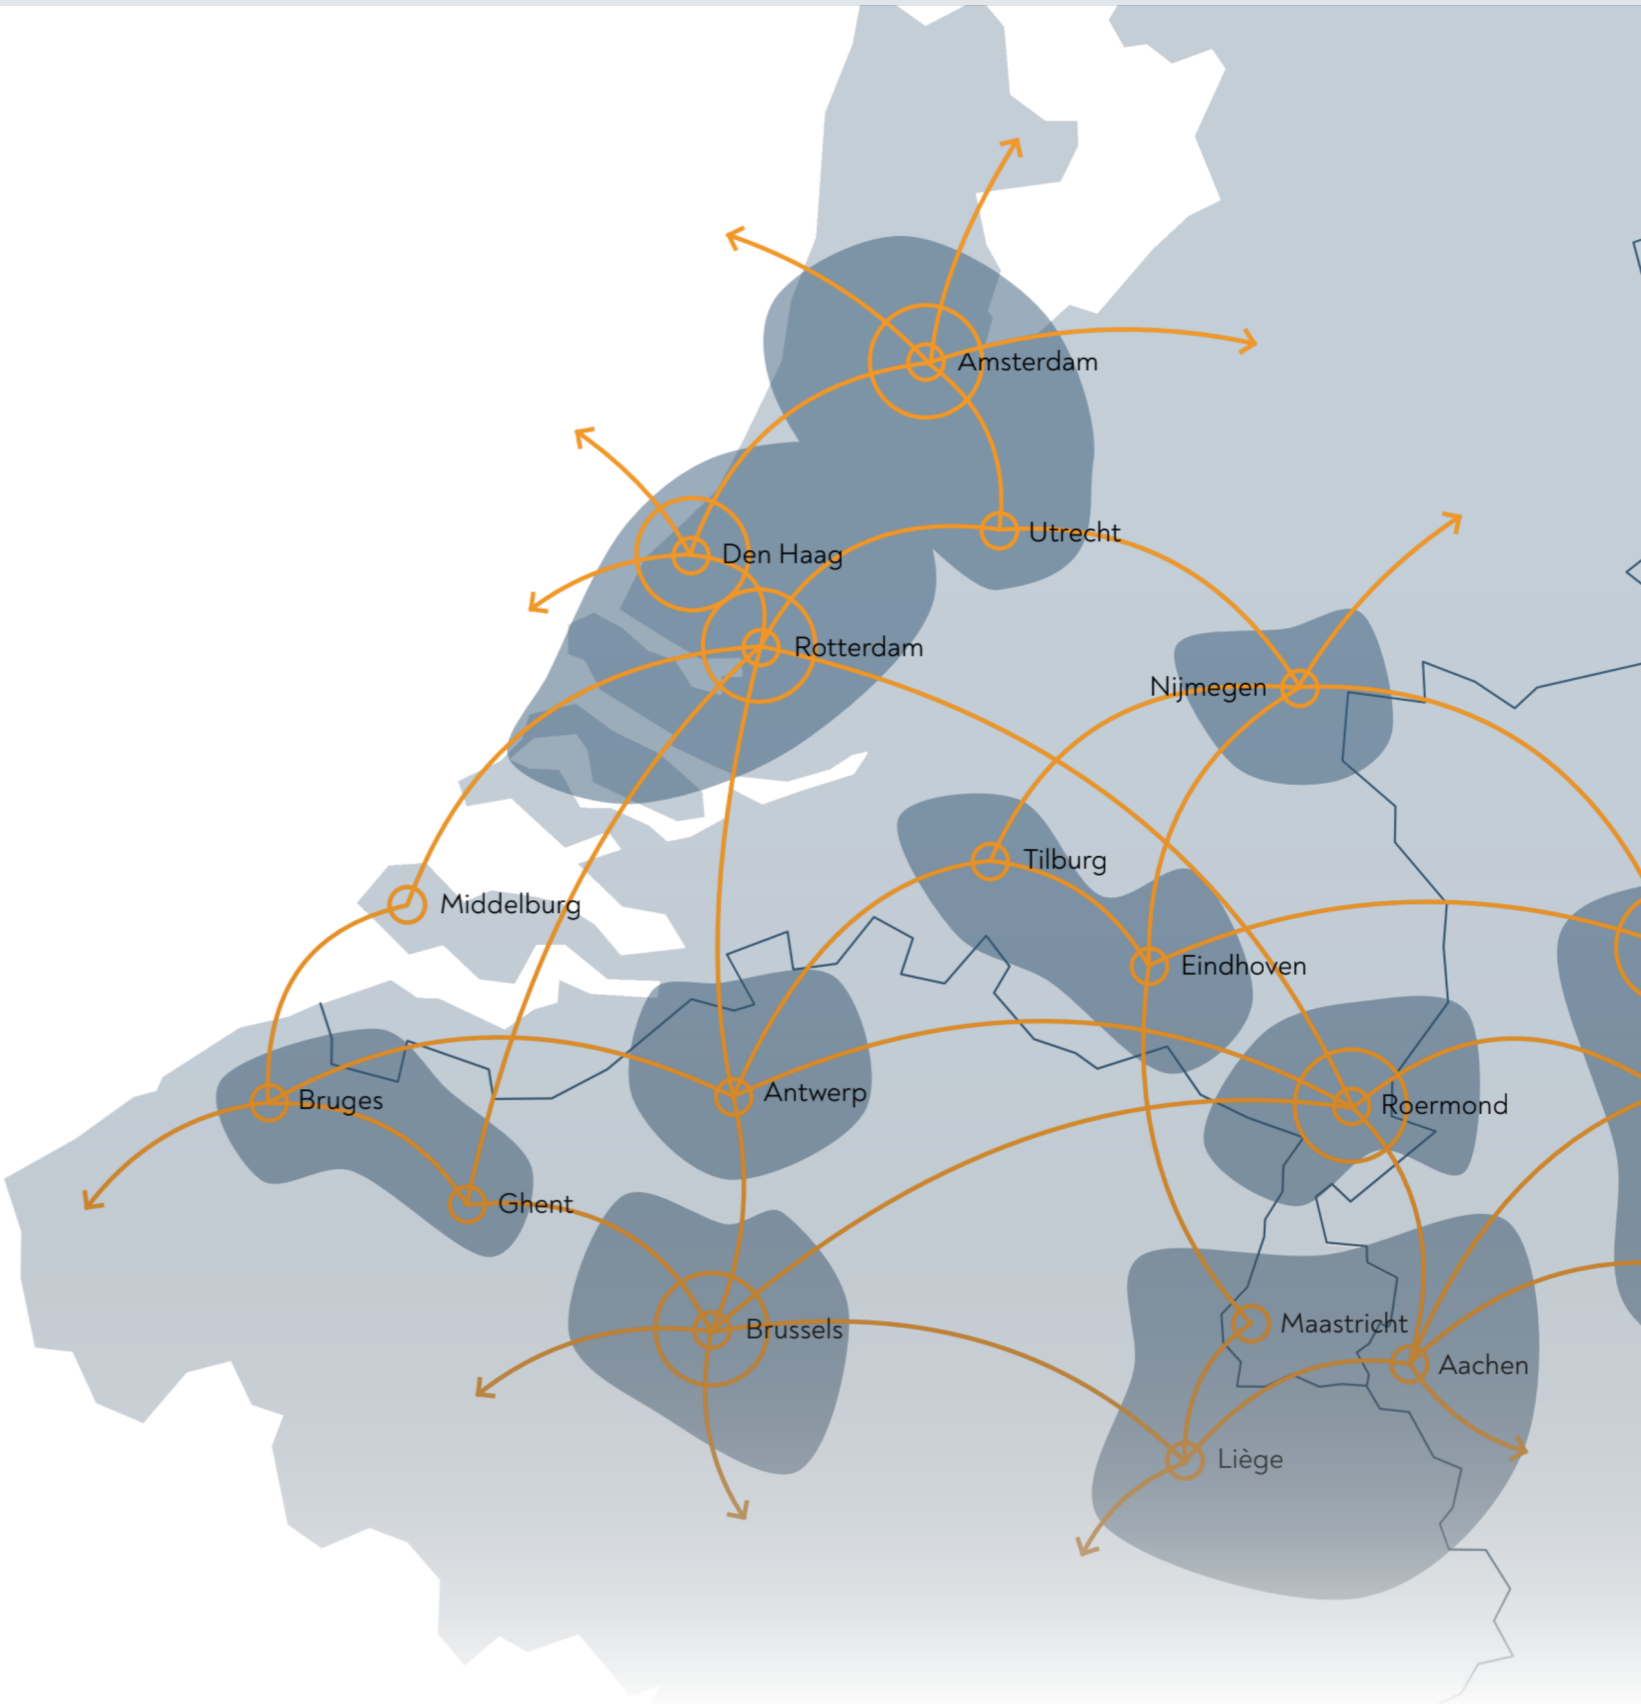 Amsterdam
Utrecht
Den Haag
Rotterdam
Nijmegen
Tilburg
Middelburg
Eindhoven
Antwerp
Bruges
Roermond
Ghent
Maastricht
Brussels
Aachen
Liège